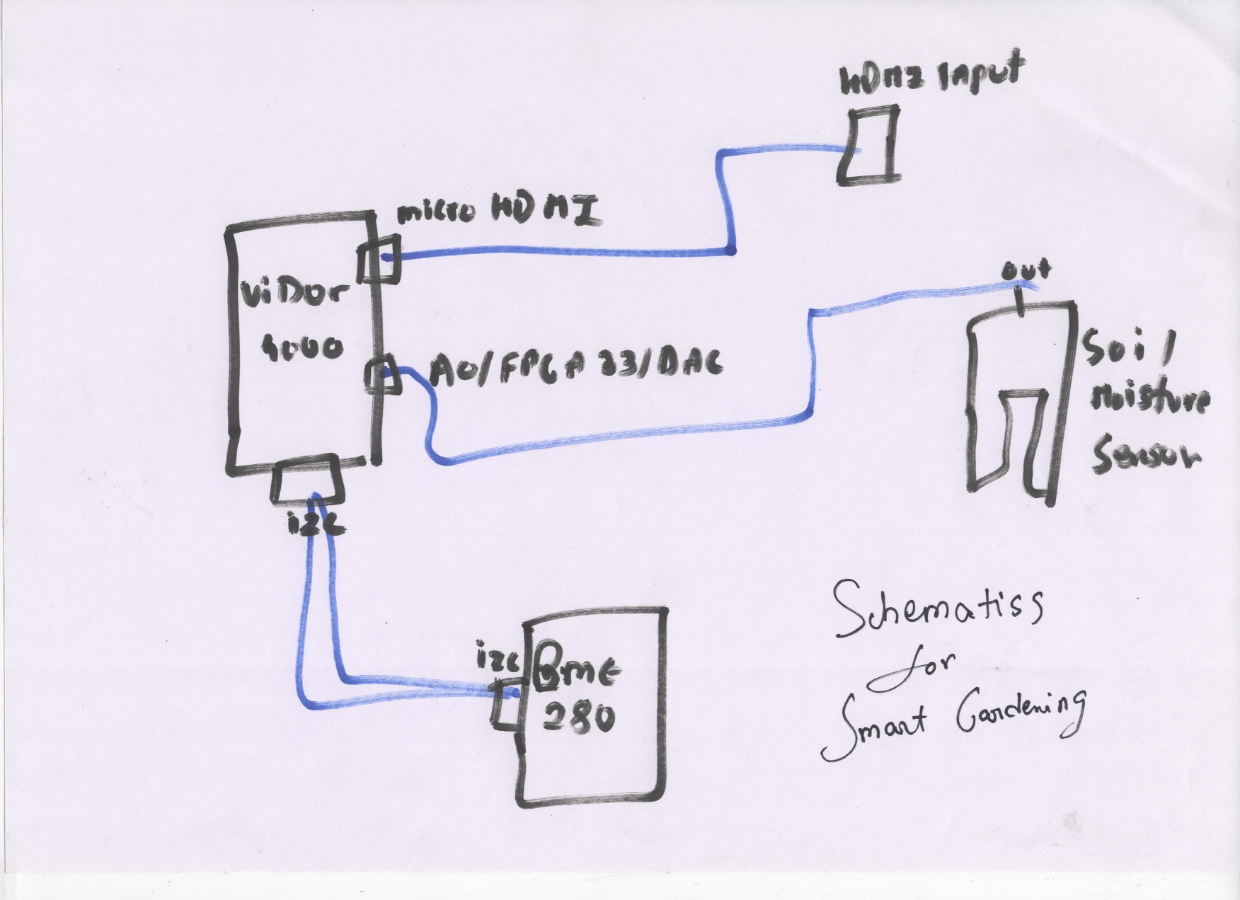 HDMI Input
micro HDMI
out
ViDor
4000
A0/FPGA 33/DAC
Soil
Moisture
Sensor
i2c
i2c
Bme
280
Schematiss
for
Smart Gardening